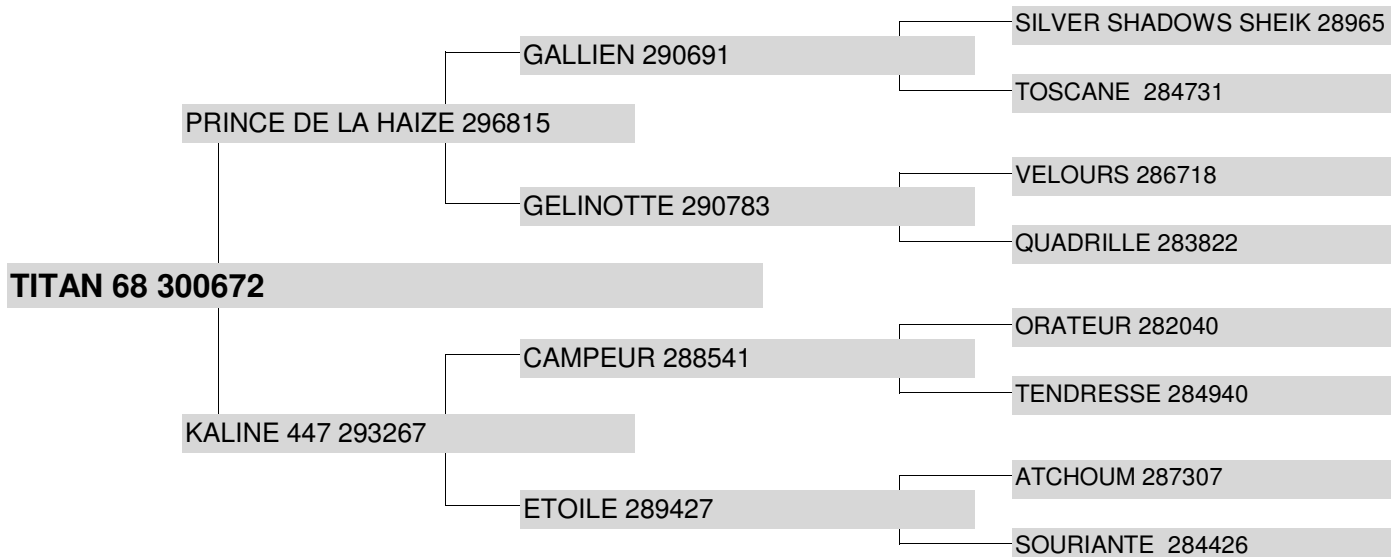 SILVER SHADOWS SHEIK 28965
GALLIEN 290691
TOSCANE 284731
PRINCE DE LA HAIZE 296815
VELOURS 286718
GELINOTTE 290783
QUADRILLE 283822
TITAN 68 300672
ORATEUR 282040
CAMPEUR 288541
TENDRESSE 284940
KALINE 447 293267
ATCHOUM 287307
ETOILE 289427
SOURIANTE 284426